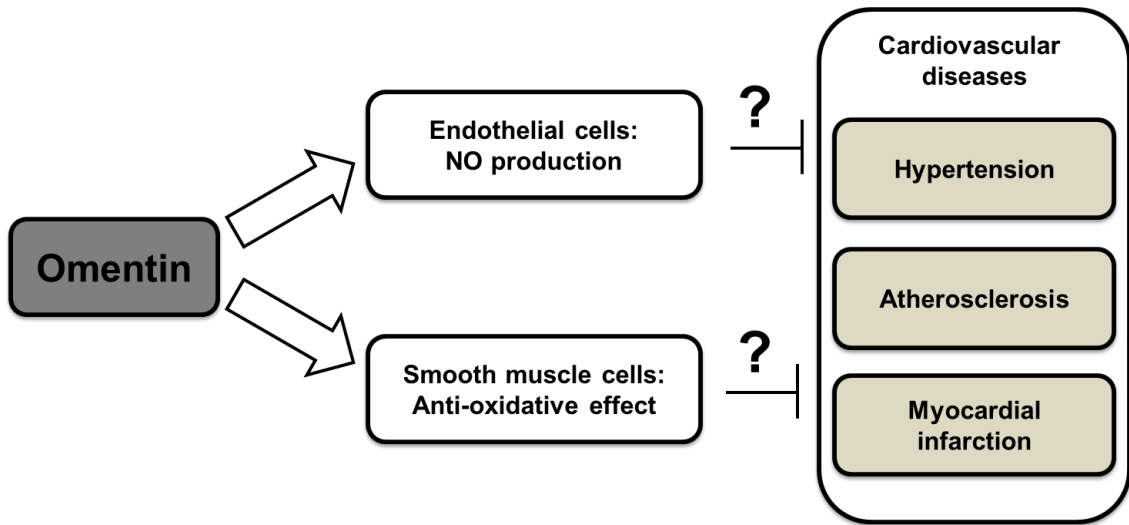 Omentin
Endothelial cells:
NO production
Smooth muscle cells:
Anti-oxidative effect
?
?
Cardiovascular
diseases
Hypertension
Atherosclerosis
Myocardial
infarction